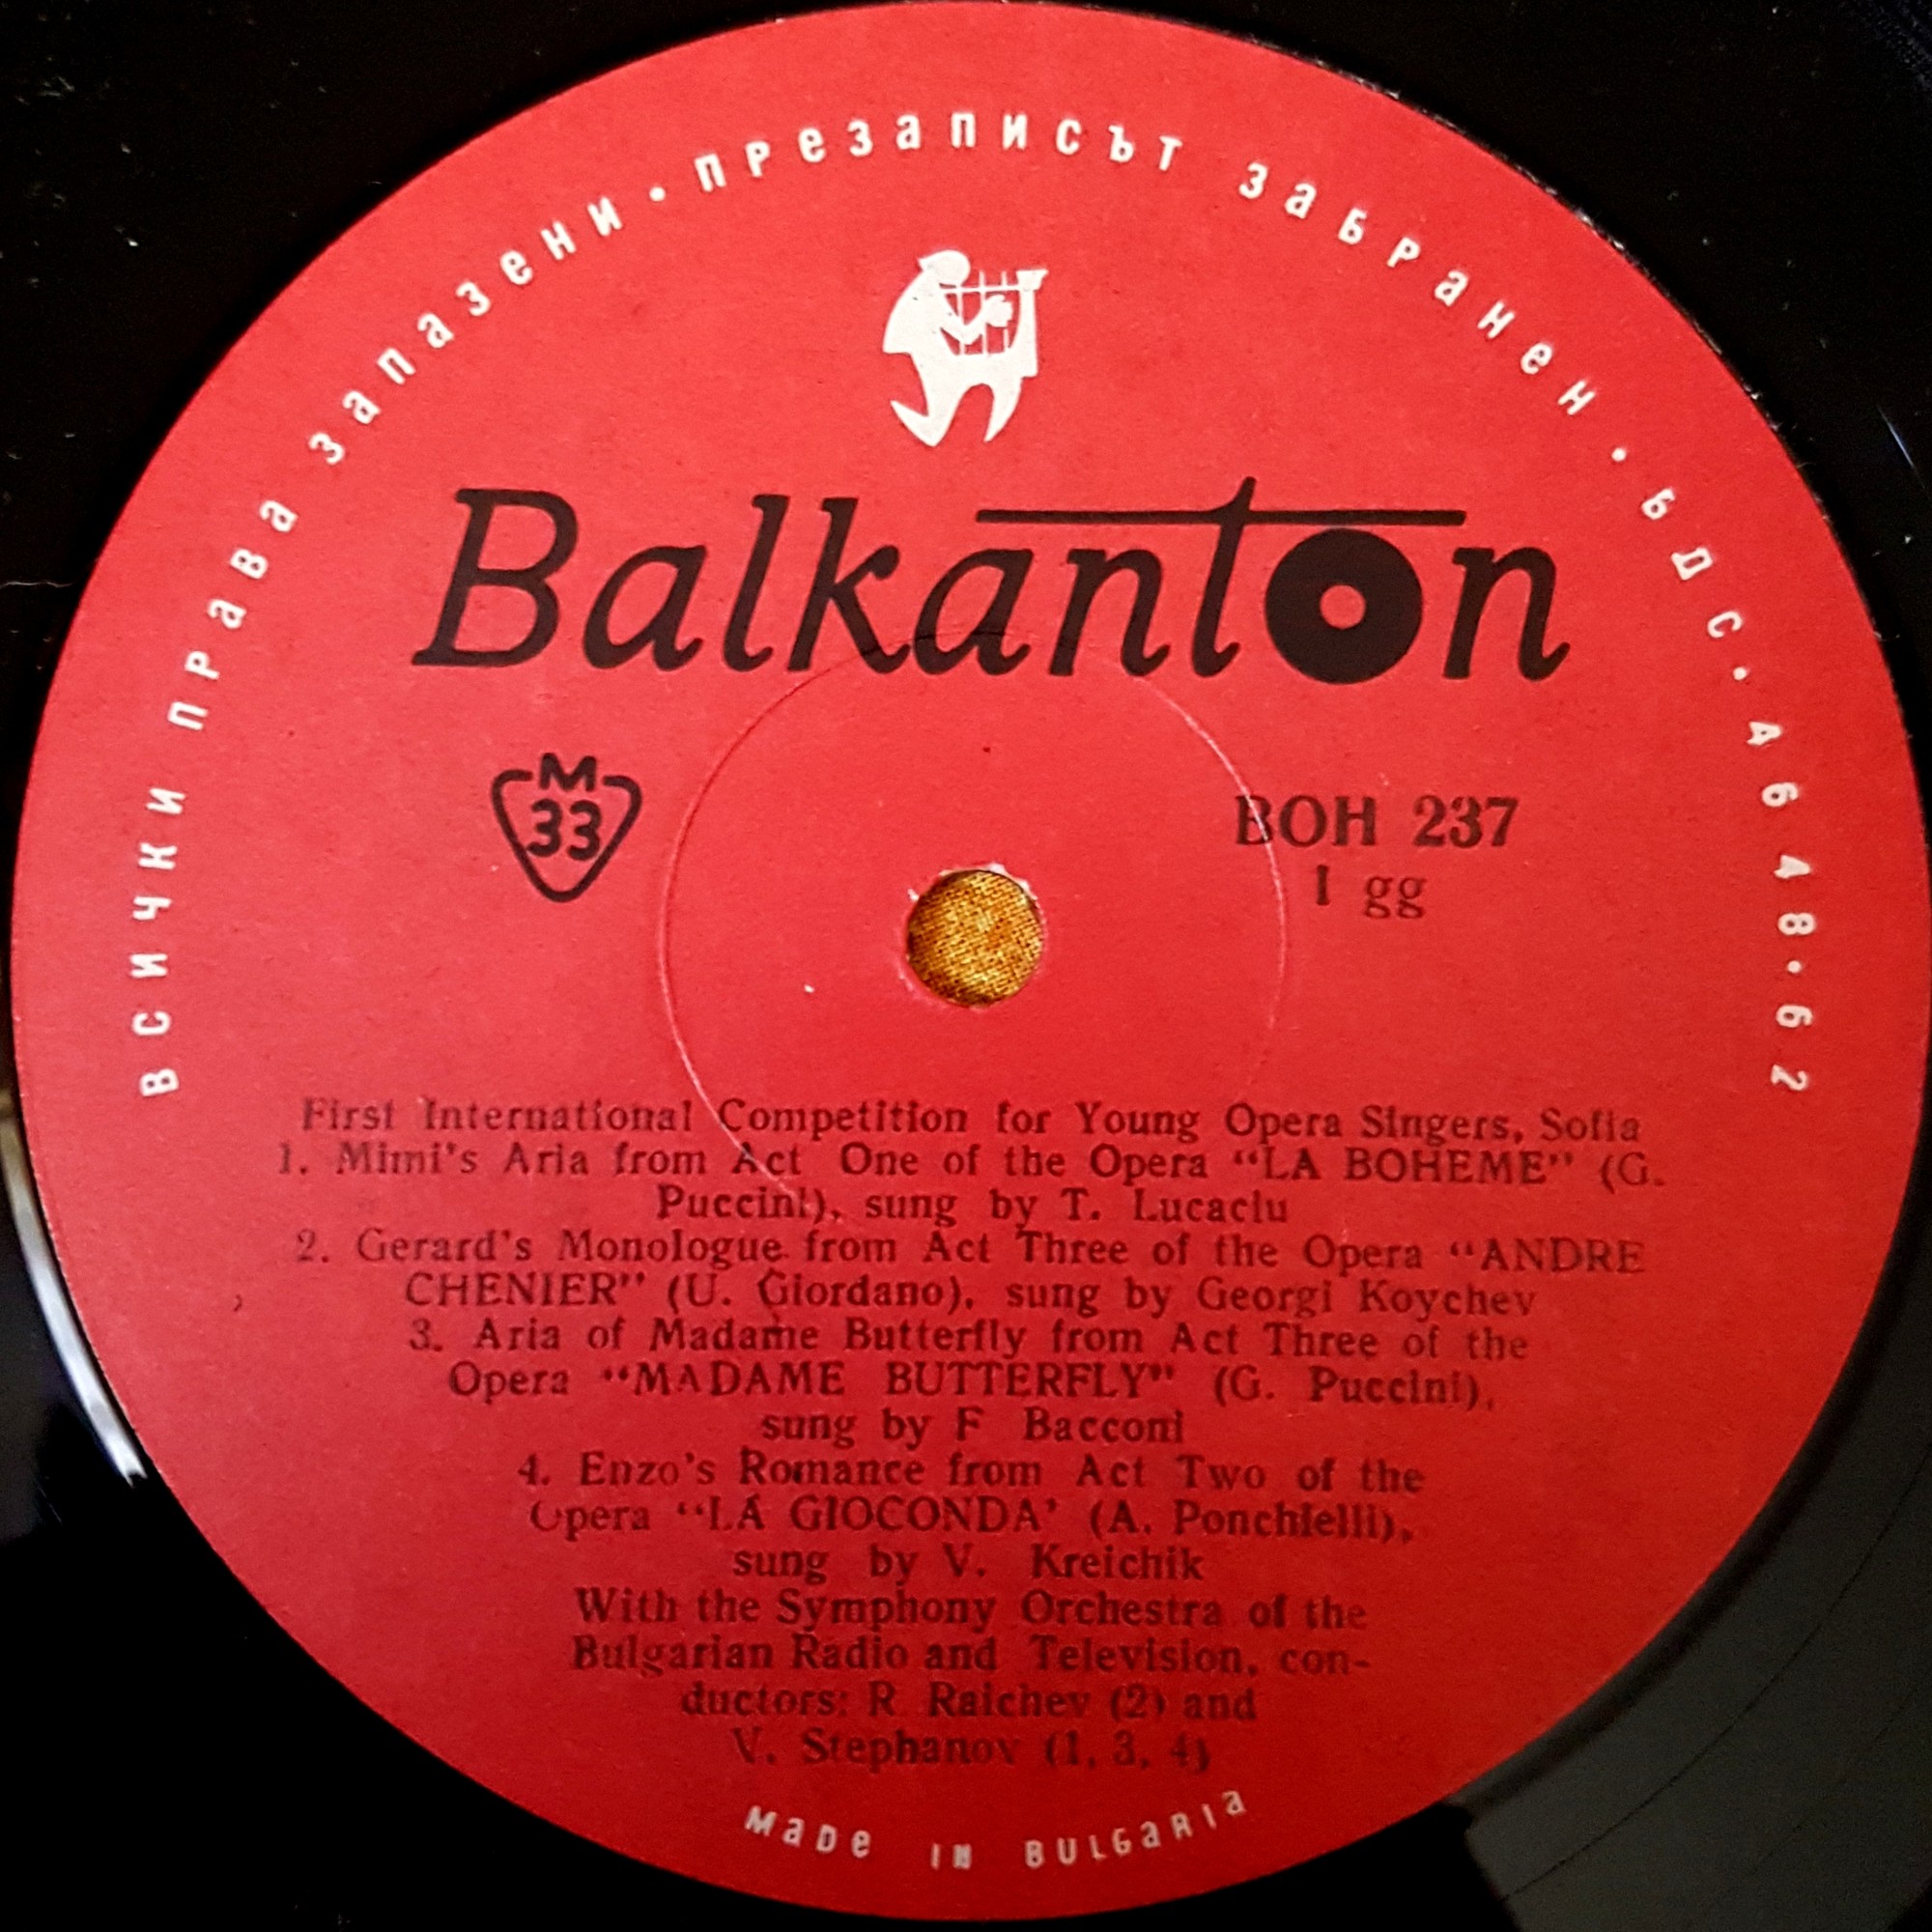 всички права запазени · презаписът забранен · бдс · 46 48 · 62
Balkanton
M
33
ВОН 237
I gg
First International Competition for Young Opera Singers, Sofia
1. Mimi's Aria from Act One of the Opera “LA BOHEME” (G.
Puccini), sung by T. Lucaciu
2. Gerard's Monologue from Act Three of the Opera “ANDRE
CHENIER” (U. Giordano), sung by Georgi Koychev
3. Aria of Madame Butterfly from Act Three of the
Opera “MADAME BUTTERFLY” (G. Puccini),
sung by F Bacconi
4. Enzo's Romance from Act Two of the
Opera “LA GIOCONDA’ (A. Ponchielli),
sung by V. Kreichik
With the Symphony Orchestra of the
Bulgarian Radio and Television, con-
ductors: R Raichev (2) and
V. Stephanov (1, 3, 4)
made in Bulgaria